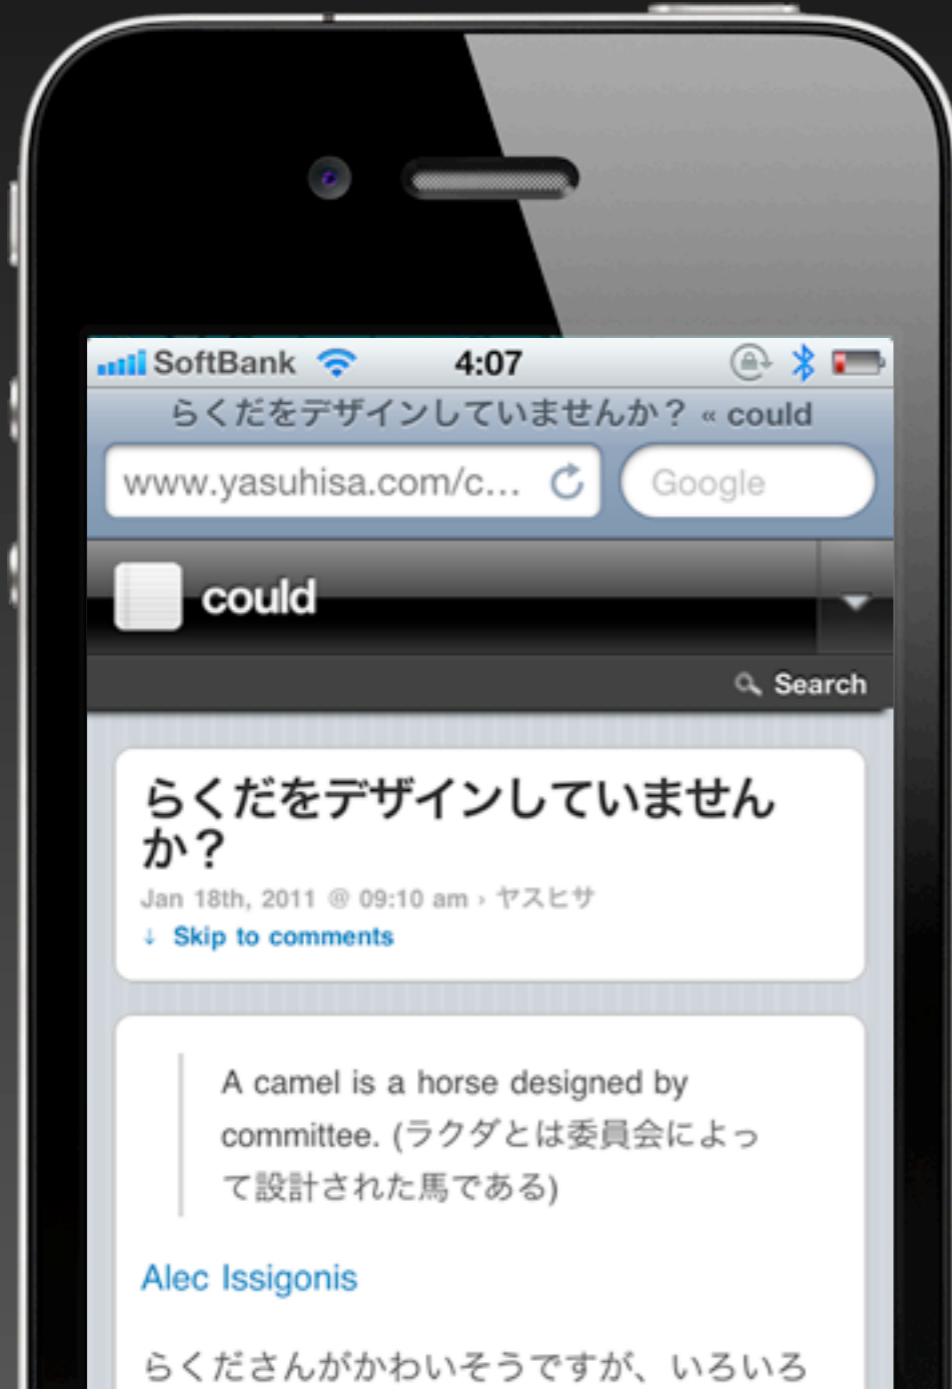 SoftBank 4:07
らくだをデザインしていませんか? « could
www.yasuhisa.com/c... Google
could
Search
らくだをデザインしていません
か?
Jan 18th, 2011 @ 09:10 am › ヤスヒサ
↓ Skip to comments
A camel is a horse designed by
committee. (ラクダとは委員会によっ
て設計された馬である)
Alec Issigonis
らくださんがかわいそうですが、いろいろ